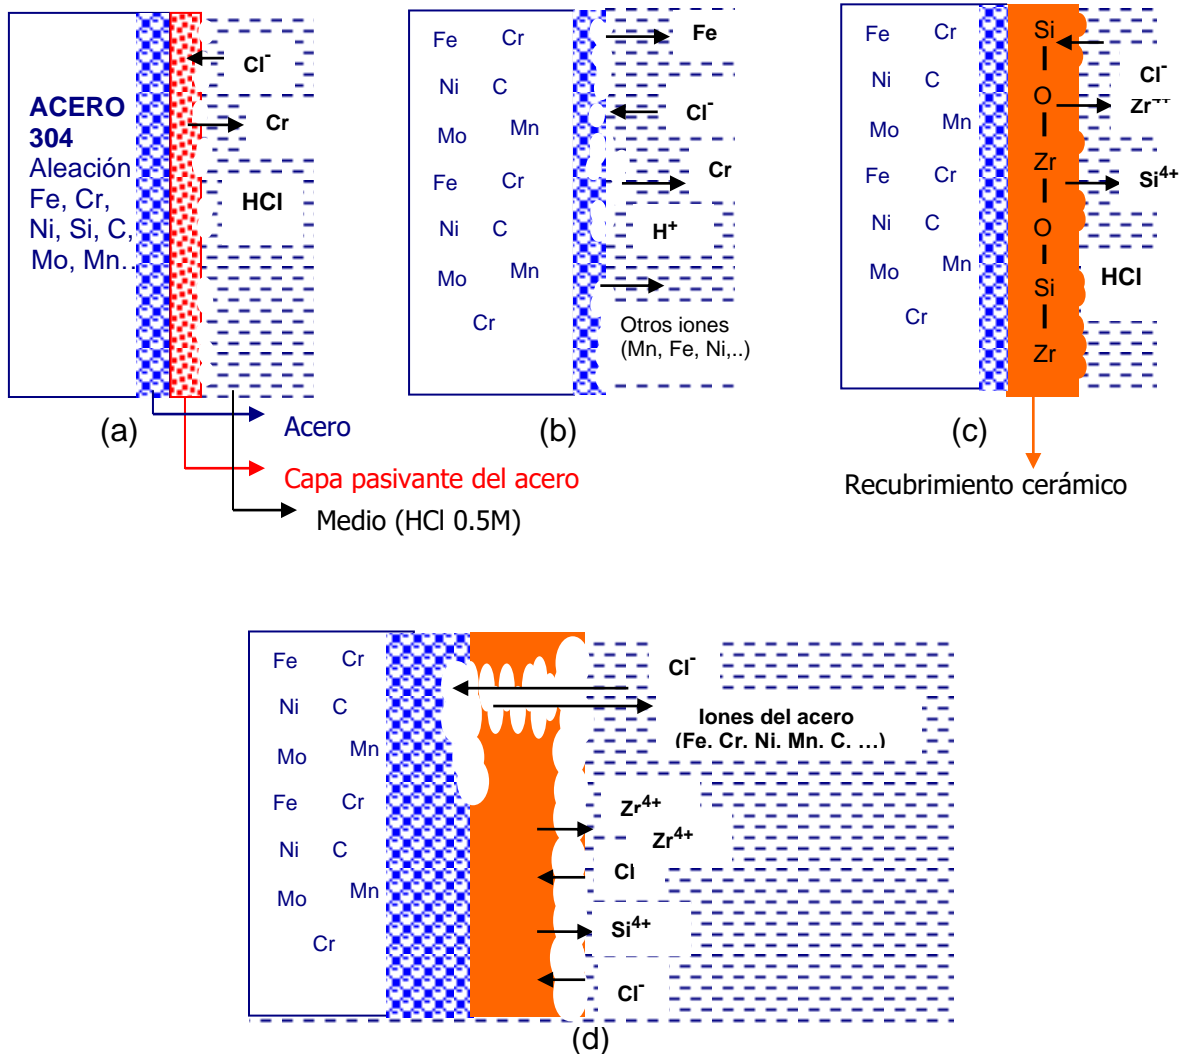 ACERO
304
Aleación
Fe, Cr,
Ni, Si, C,
Mo, Mn..
Cl⁻
Cr
HCl
(a)
Acero
Capa pasivante del acero
Medio (HCl 0.5M)
Fe Cr
Ni C
Mo Mn
Fe Cr
Ni C
Mo Mn
Cr
Fe
Cl⁻
Cr
H⁺
Otros iones
(Mn, Fe, Ni,..)
(b)
Fe Cr
Ni C
Mo Mn
Fe Cr
Ni C
Mo Mn
Cr
Si
O
Zr
O
Si
Zr
Cl⁻
Zr⁴⁺
Si⁴⁺
HCl
(c)
Recubrimiento cerámico
Fe Cr
Ni C
Mo Mn
Fe Cr
Ni C
Mo Mn
Cr
Cl⁻
Iones del acero
(Fe. Cr. Ni. Mn. C. …)
Zr⁴⁺
Zr⁴⁺
Cl
Si⁴⁺
Cl⁻
(d)